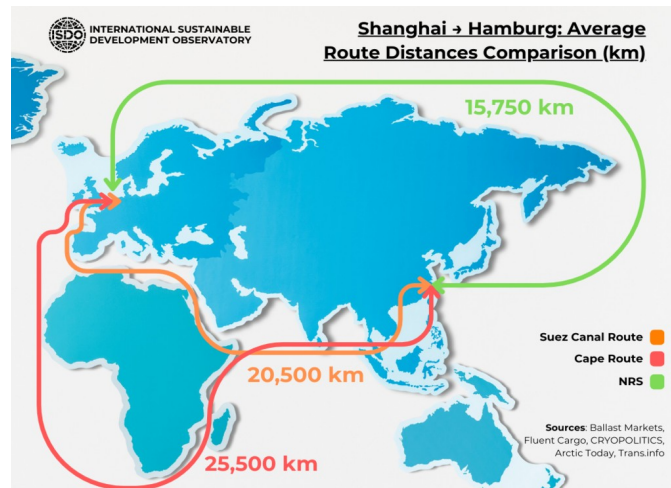 ISDO
INTERNATIONAL SUSTAINABLE
DEVELOPMENT OBSERVATORY
Shanghai → Hamburg: Average
Route Distances Comparison (km)
15,750 km
20,500 km
25,500 km
Suez Canal Route
Cape Route
NRS
Sources: Ballast Markets,
Fluent Cargo, CRYOPOLITICS,
Arctic Today, Trans.info